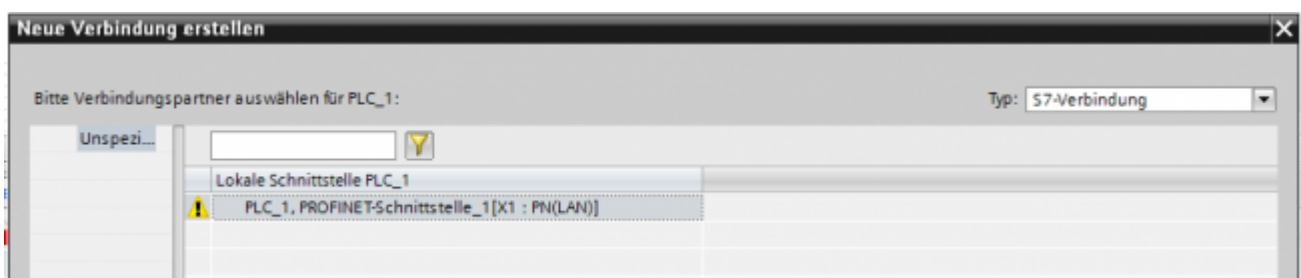 Neue Verbindung erstellen
Bitte Verbindungspartner auswählen für PLC_1:
Typ: S7-Verbindung
Unspezi....
Lokale Schnittstelle PLC_1
PLC_1, PROFINET-Schnittstelle_1[X1 : PN(LAN)]